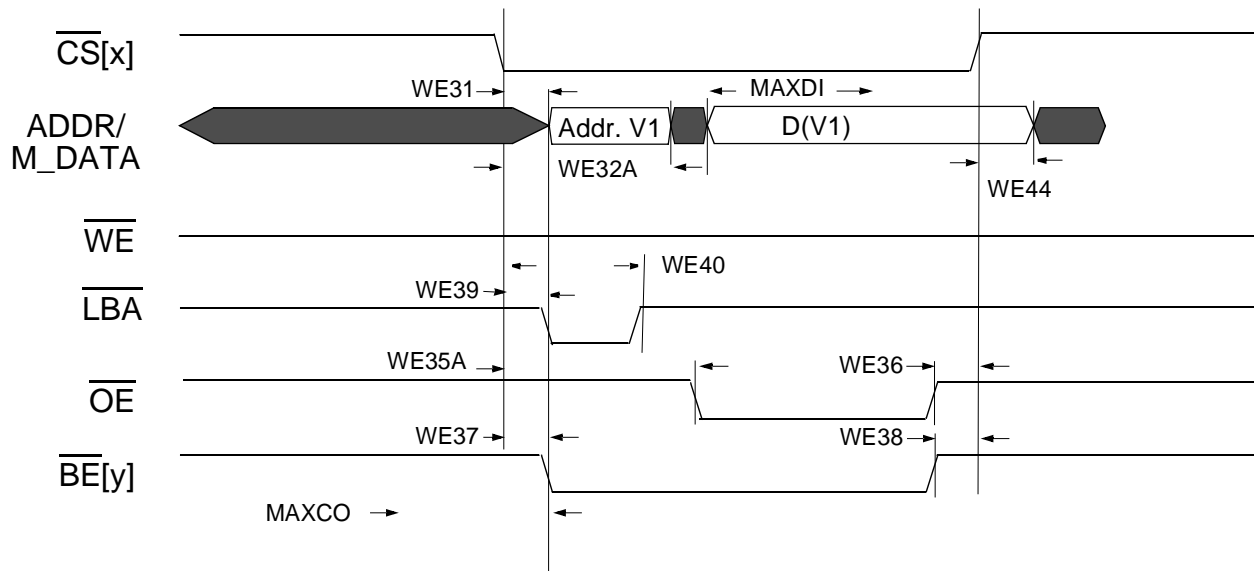 CS[x]
WE31
MAXDI
ADDR/
M_DATA
Addr. V1
D(V1)
WE32A
WE44
WE
WE40
WE39
LBA
WE35A
WE36
OE
WE37
WE38
BE[y]
MAXCO